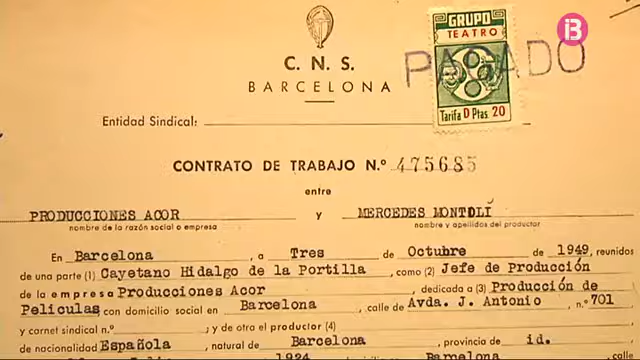 IB
GRUPO
TEATRO
PAGADO
Tarifa D Ptas. 20
C. N. S.
BARCELONA
Entidad Sindical:
CONTRATO DE TRABAJO N.º 475685
entre
PRODUCCIONES ACOR y MERCEDES MONTOLÍ
nombre de la razón social o empresa nombre y apellidos del productor
En Barcelona, a Tres de Octubre de 1949, reunidos
de una parte (1) Cayetano Hidalgo de la Portilla, como (2) Jefe de Producción
de la empresa Producciones Acor dedicada a (3) Producción de
Peliculas con domicilio social en Barcelona, calle de Avda. J. Antonio, n.º 701
y carnet sindical n.º ; y de otro el productor (4)
de nacionalidad Española, natural de Barcelona, provincia de id.
1924 Barcelona calle